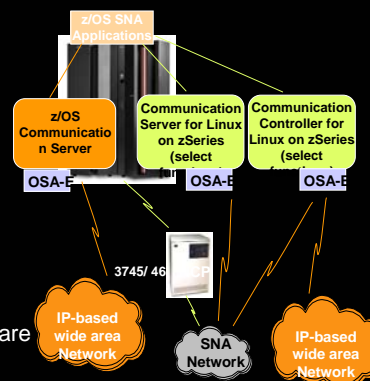 z/OS SNA
Applications
z/OS
Communicatio
n Server
Communication
Server for Linux
on zSeries
(select
Communication
Controller for
Linux on zSeries
(select
OSA-E
OSA-E
OSA-E
3745/ 46
CP
are
IP-based
wide area
Network
SNA
Network
IP-based
wide area
Network